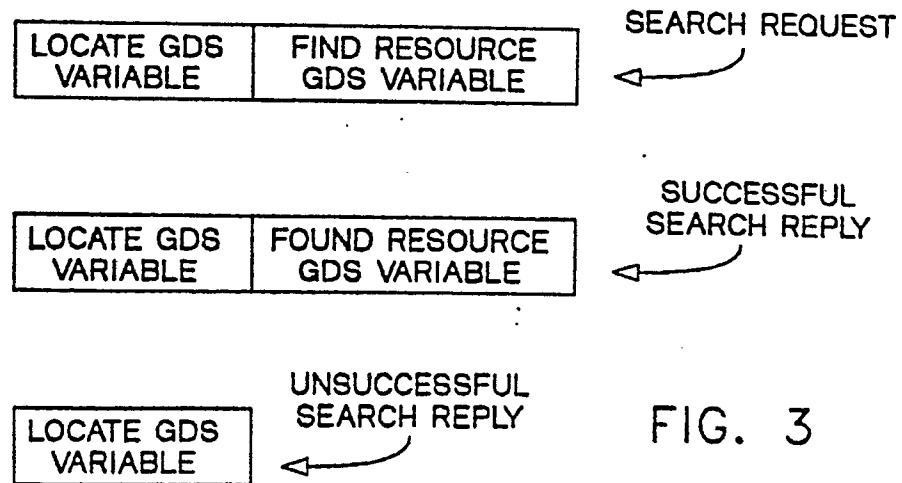 SEARCH REQUEST
LOCATE GDS
VARIABLE
FIND RESOURCE
GDS VARIABLE
SUCCESSFUL
SEARCH REPLY
LOCATE GDS
VARIABLE
FOUND RESOURCE
GDS VARIABLE
UNSUCCESSFUL
SEARCH REPLY
LOCATE GDS
VARIABLE
FIG. 3